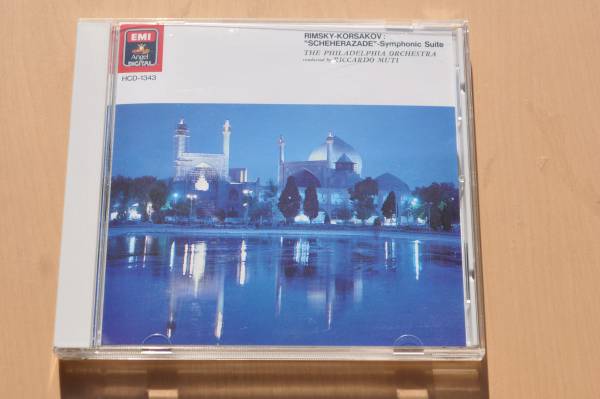 EMI
Angel
DIGITAL
HCD-1343
RIMSKY-KORSAKOV:
"SCHEHERAZADE"-Symphonic Suite
THE PHILADELPHIA ORCHESTRA
conducted by RICCARDO MUTI